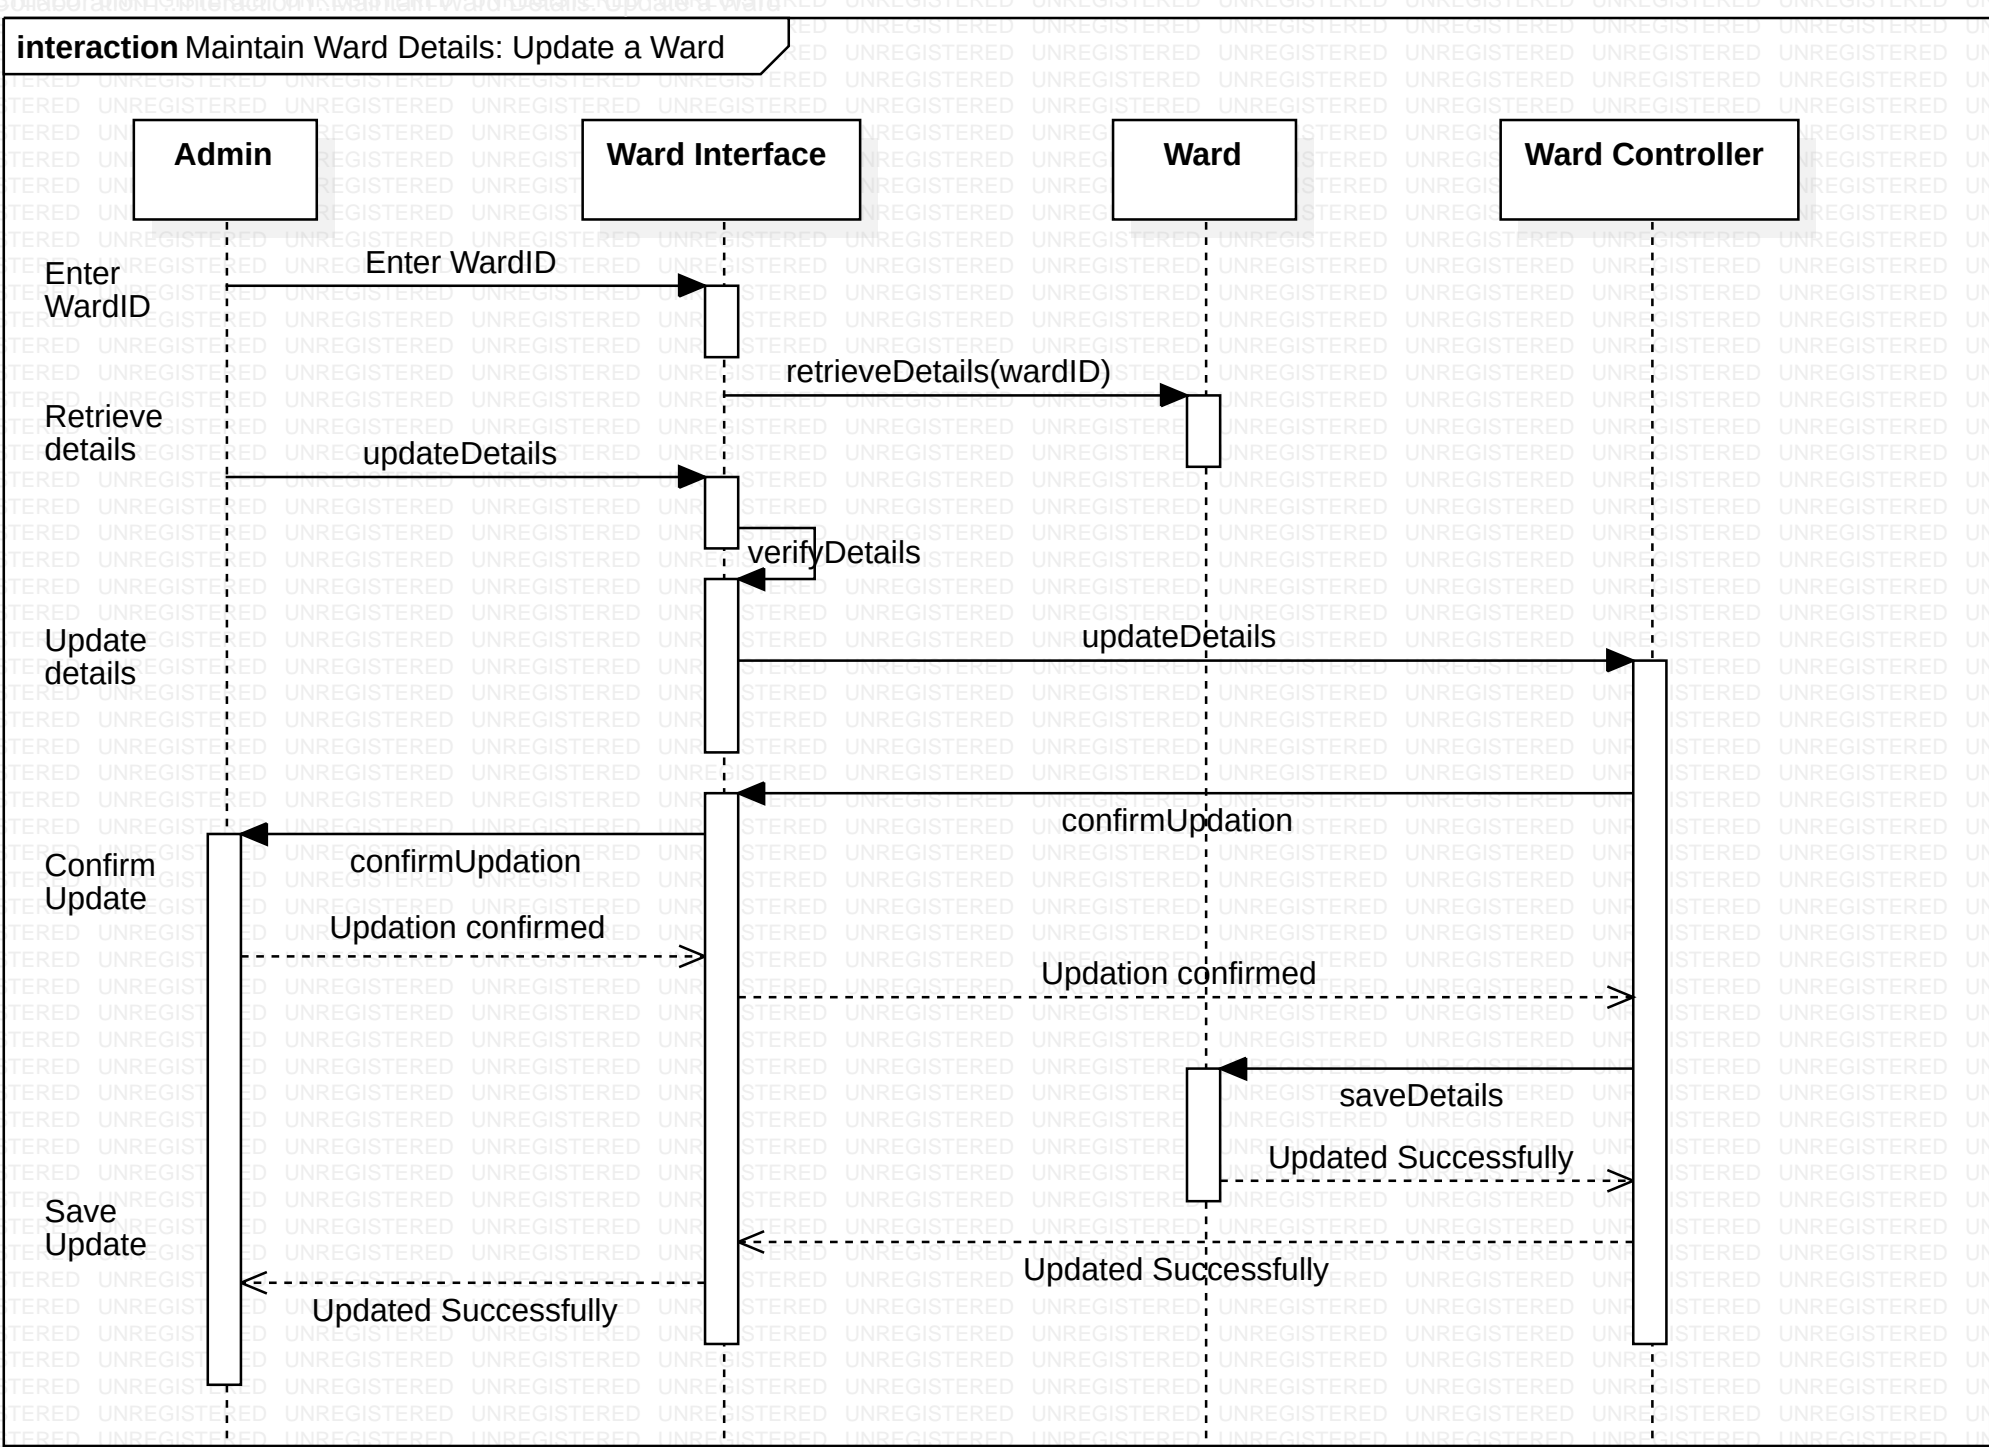 interaction Maintain Ward Details: Update a Ward
Admin
Ward Interface
Ward
Ward Controller
Enter
WardID
Enter WardID
retrieveDetails(wardID)
Retrieve
details
updateDetails
verifyDetails
Update
details
updateDetails
confirmUpdation
Confirm
Update
confirmUpdation
Updation confirmed
Updation confirmed
saveDetails
Updated Successfully
Save
Update
Updated Successfully
Updated Successfully
UNREGISTERED